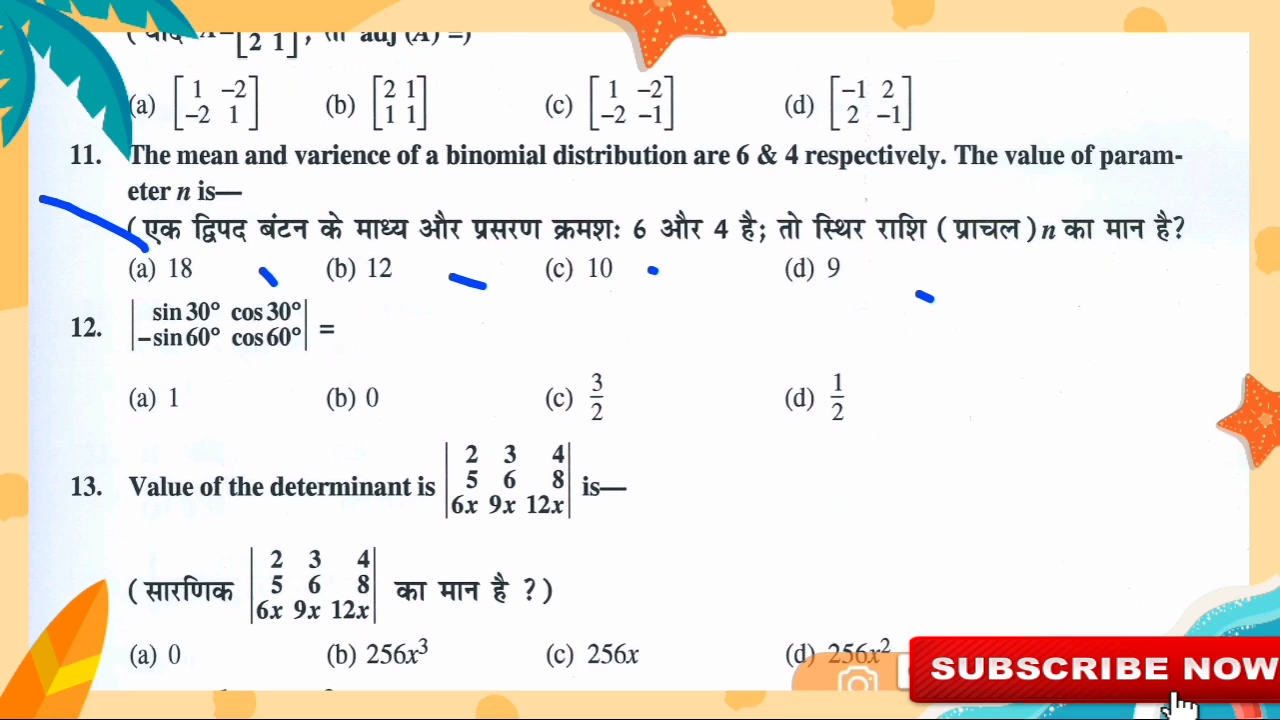 ( यदि A = [2 1], तो adj (A) =)
(a) [1 −2 −2 1] (b) [2 1 1 1] (c) [1 −2 −2 −1] (d) [−1 2 2 −1]
11. The mean and varience of a binomial distribution are 6 & 4 respectively. The value of param-
eter n is—
( एक द्विपद बंटन के माध्य और प्रसरण क्रमशः 6 और 4 है; तो स्थिर राशि ( प्राचल ) n का मान है?
(a) 18 (b) 12 (c) 10 (d) 9
12. | sin 30° cos 30° |
| −sin 60° cos 60° | =
(a) 1 (b) 0 (c) 3/2 (d) 1/2
13. Value of the determinant is | 2 3 4 |
| 5 6 8 | is—
| 6x 9x 12x |
( सारणिक | 2 3 4 |
| 5 6 8 | का मान है ? )
| 6x 9x 12x |
(a) 0 (b) 256x³ (c) 256x (d) 256x²
SUBSCRIBE NOW